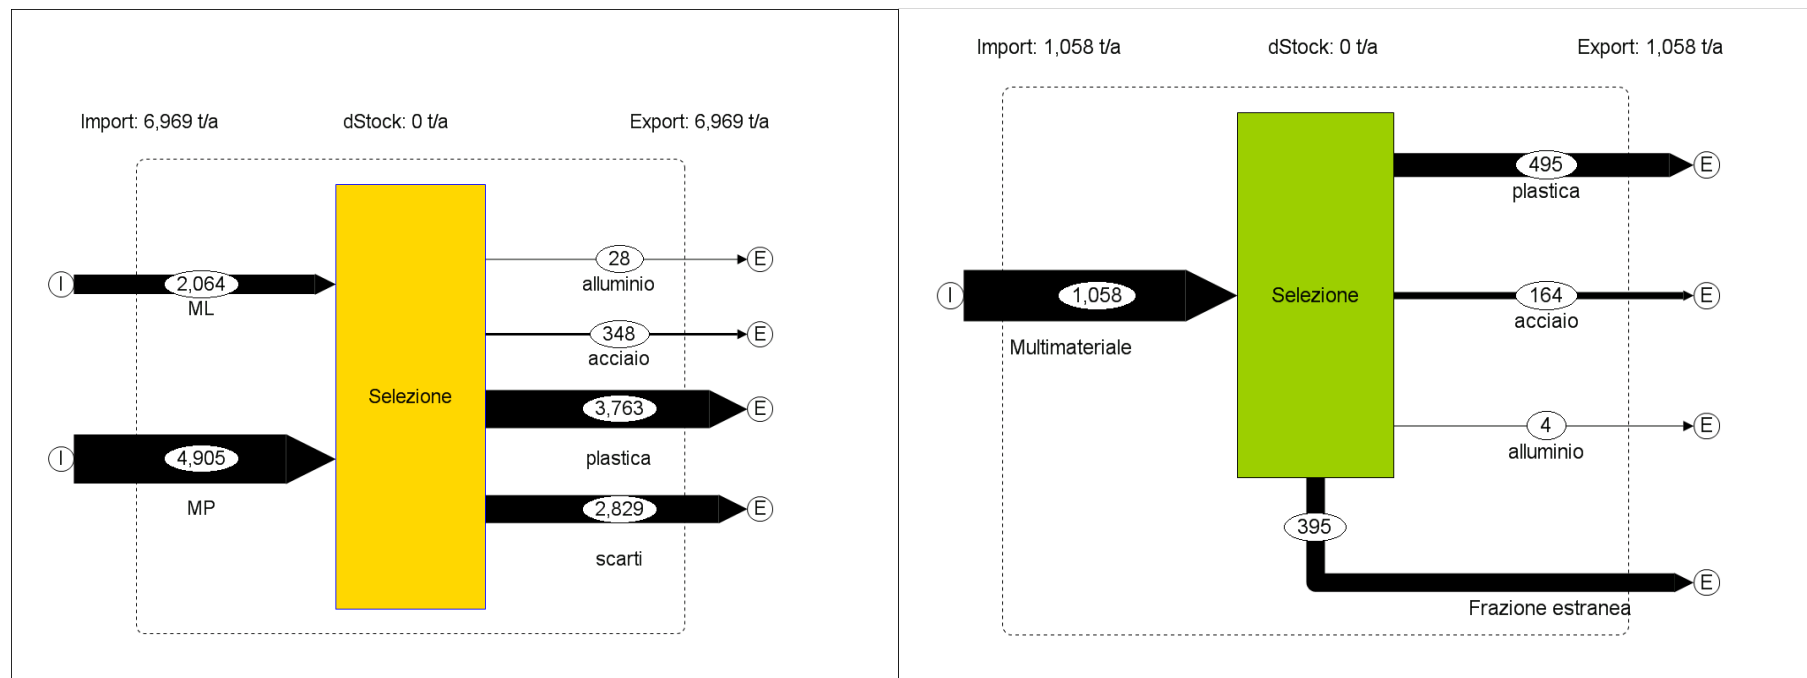 Import: 6,969 t/a
dStock: 0 t/a
Export: 6,969 t/a
I
2,064
ML
I
4,905
MP
Selezione
28
alluminio
E
348
acciaio
E
3,763
plastica
E
2,829
scarti
E
Import: 1,058 t/a
dStock: 0 t/a
Export: 1,058 t/a
I
1,058
Multimateriale
Selezione
495
plastica
E
164
acciaio
E
4
alluminio
E
395
Frazione estranea
E